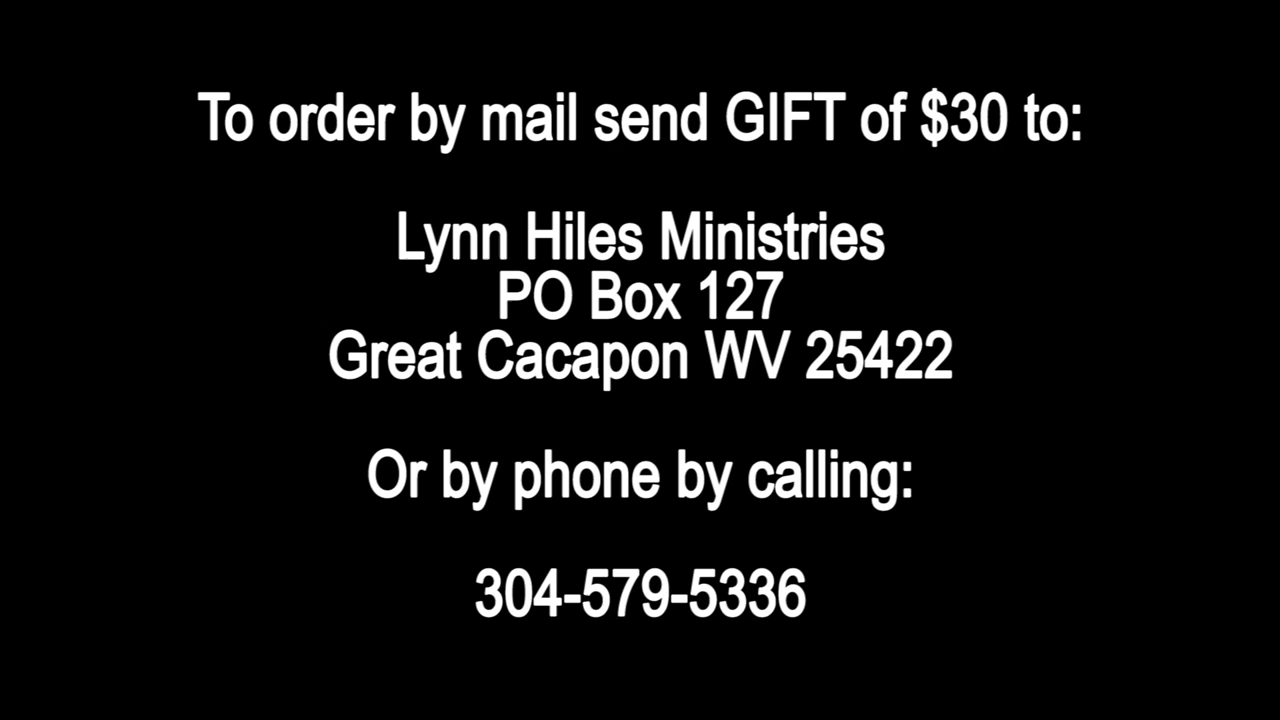 To order by mail send GIFT of $30 to:
Lynn Hiles Ministries
PO Box 127
Great Cacapon WV 25422
Or by phone by calling:
304-579-5336